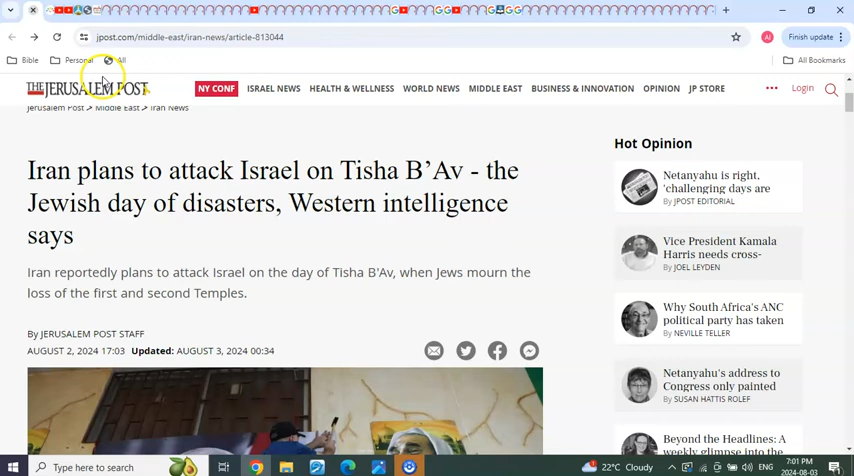 jpost.com/middle-east/iran-news/article-813044
AI
Finish update
Bible
Personal
All
All Bookmarks
THE JERUSALEM POST
NY CONF
ISRAEL NEWS
HEALTH & WELLNESS
WORLD NEWS
MIDDLE EAST
BUSINESS & INNOVATION
OPINION
JP STORE
Login
Jerusalem Post > Middle East > Iran News
Iran plans to attack Israel on Tisha B’Av - the
Jewish day of disasters, Western intelligence
says
Iran reportedly plans to attack Israel on the day of Tisha B'Av, when Jews mourn the
loss of the first and second Temples.
By JERUSALEM POST STAFF
AUGUST 2, 2024 17:03 Updated: AUGUST 3, 2024 00:34
Hot Opinion
Netanyahu is right,
'challenging days are
By JPOST EDITORIAL
Vice President Kamala
Harris needs cross-
By JOEL LEYDEN
Why South Africa's ANC
political party has taken
By NEVILLE TELLER
Netanyahu's address to
Congress only painted
By SUSAN HATTIS ROLEF
Beyond the Headlines: A
weekly glimpse into the
Type here to search
22°C Cloudy
ENG
7:01 PM
2024-08-03